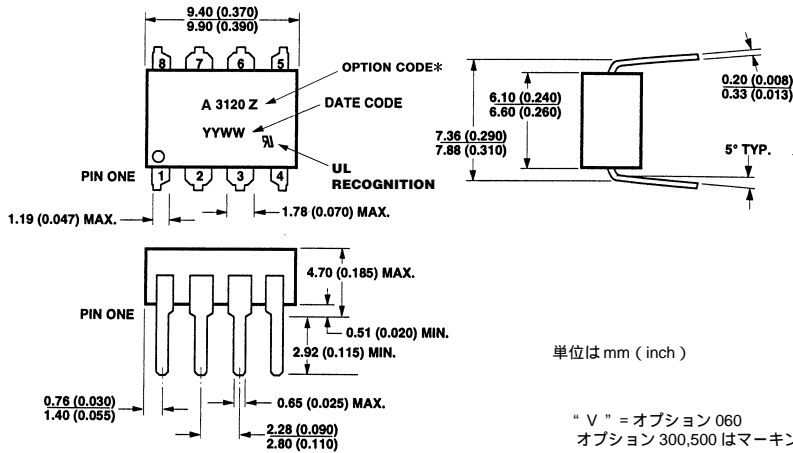 9.40 (0.370)
9.90 (0.390)
8 7 6 5
OPTION CODE*
A 3120 Z
DATE CODE
YYWW
UL
RECOGNITION
PIN ONE
1 2 3 4
1.19 (0.047) MAX.
1.78 (0.070) MAX.
6.10 (0.240)
6.60 (0.260)
7.36 (0.290)
7.88 (0.310)
0.20 (0.008)
0.33 (0.013)
5° TYP.
PIN ONE
4.70 (0.185) MAX.
0.51 (0.020) MIN.
2.92 (0.115) MIN.
0.76 (0.030)
1.40 (0.055)
0.65 (0.025) MAX.
2.28 (0.090)
2.80 (0.110)
単位は mm ( inch )
“ V ” = オプション 060
オプション 300,500 はマーキン